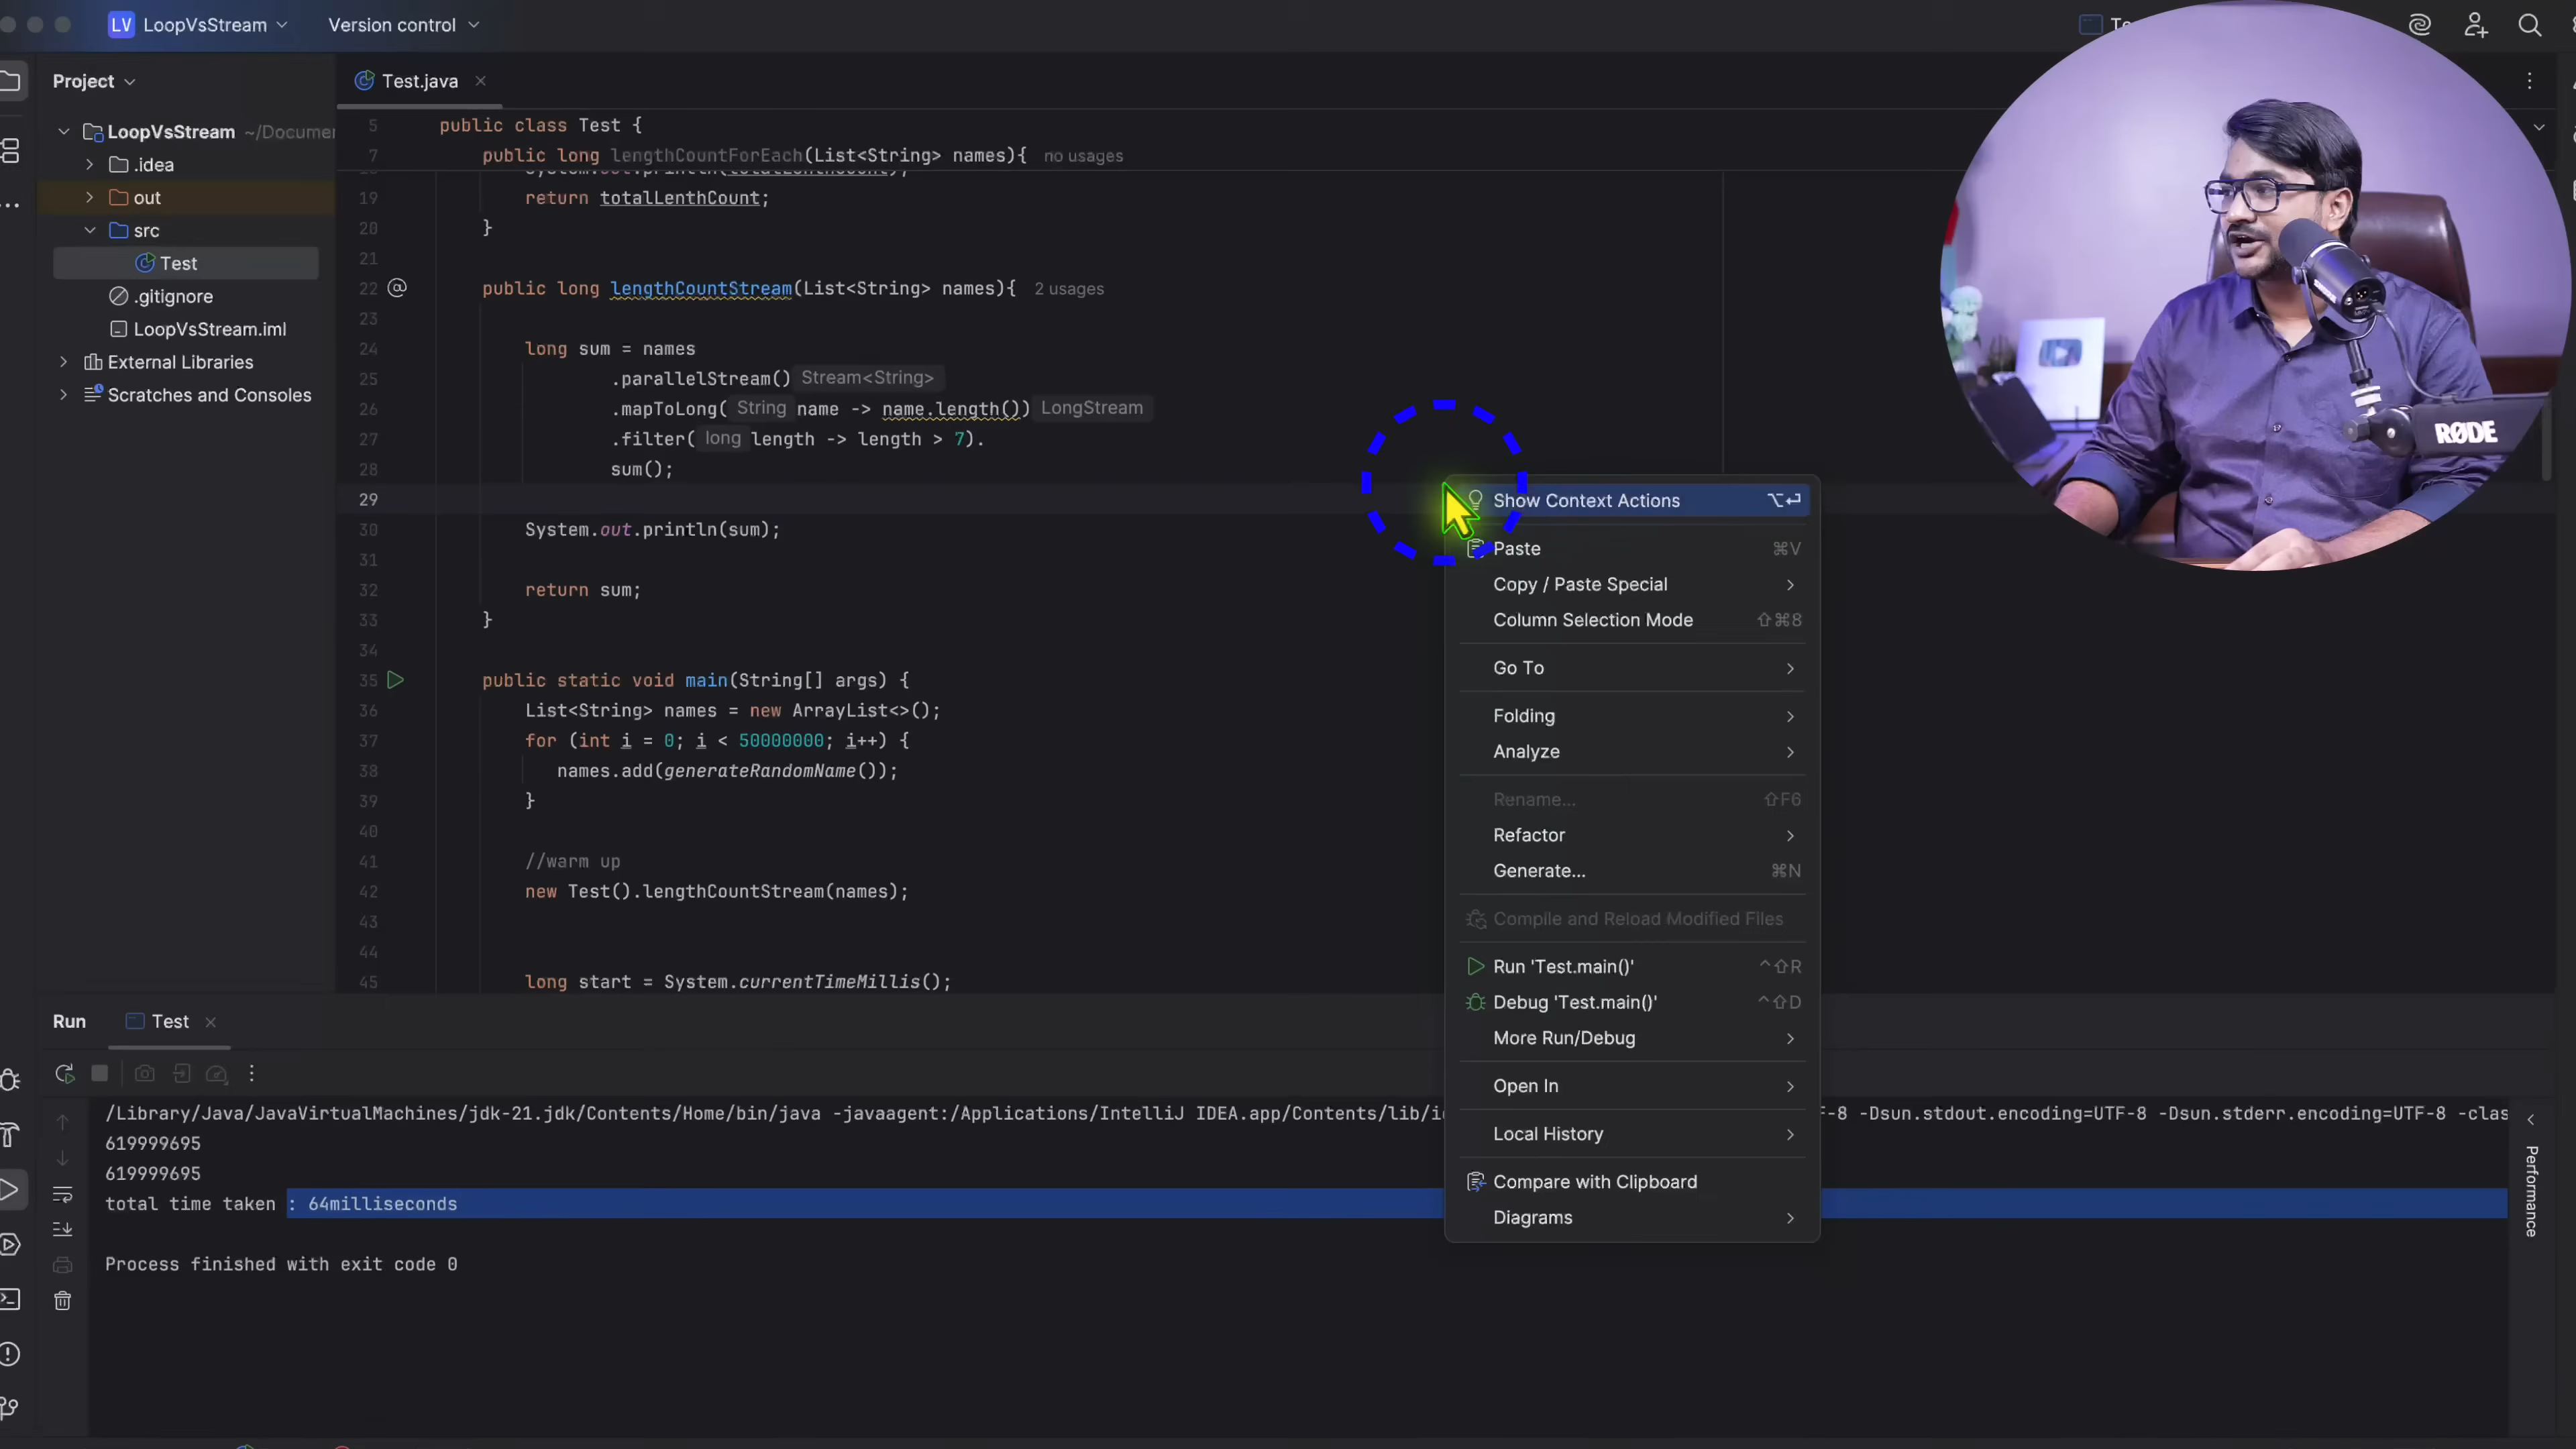 LV LoopVsStream Version control
Project
Test.java
LoopVsStream ~/Documen
.idea
out
src
Test
.gitignore
LoopVsStream.iml
External Libraries
Scratches and Consoles
5 public class Test {
7 public long lengthCountForEach(List<String> names){ no usages
19 return totalLenthCount;
20 }
21
22 @ public long lengthCountStream(List<String> names){ 2 usages
23
24 long sum = names
25 .parallelStream() Stream<String>
26 .mapToLong( String name -> name.length()) LongStream
27 .filter( long length -> length > 7).
28 sum();
29
30 System.out.println(sum);
31
32 return sum;
33 }
34
35 public static void main(String[] args) {
36 List<String> names = new ArrayList<>();
37 for (int i = 0; i < 50000000; i++) {
38 names.add(generateRandomName());
39 }
40
41 //warm up
42 new Test().lengthCountStream(names);
43
44
45 long start = System.currentTimeMillis();
Show Context Actions ⌥↵
Paste ⌘V
Copy / Paste Special
Column Selection Mode ⇧⌘8
Go To
Folding
Analyze
Rename... ⇧F6
Refactor
Generate... ⌘N
Compile and Reload Modified Files
Run 'Test.main()' ^⇧R
Debug 'Test.main()' ^⇧D
More Run/Debug
Open In
Local History
Compare with Clipboard
Diagrams
RØDE
Run Test
/Library/Java/JavaVirtualMachines/jdk-21.jdk/Contents/Home/bin/java -javaagent:/Applications/IntelliJ IDEA.app/Contents/lib/i F-8 -Dsun.stdout.encoding=UTF-8 -Dsun.stderr.encoding=UTF-8 -clas
619999695
619999695
total time taken : 64milliseconds
Process finished with exit code 0
Performance